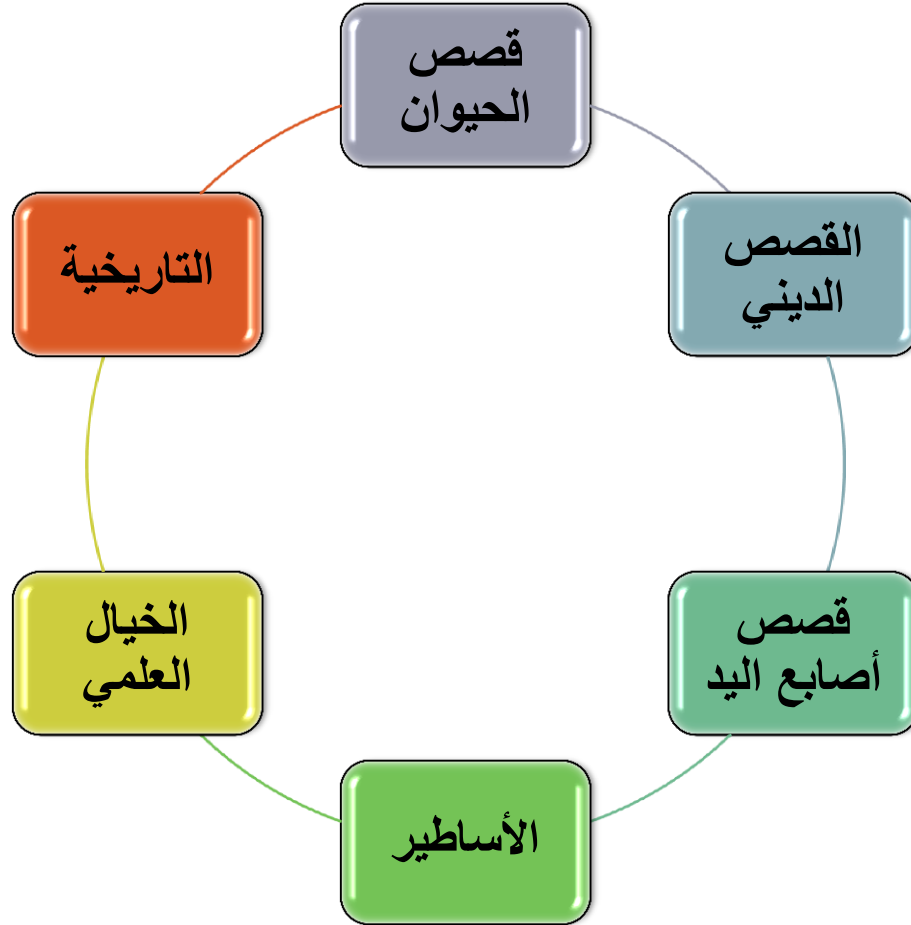 قصص
الحيوان
القصص
الديني
قصص
أصابع اليد
الأساطير
الخيال
العلمي
التاريخية